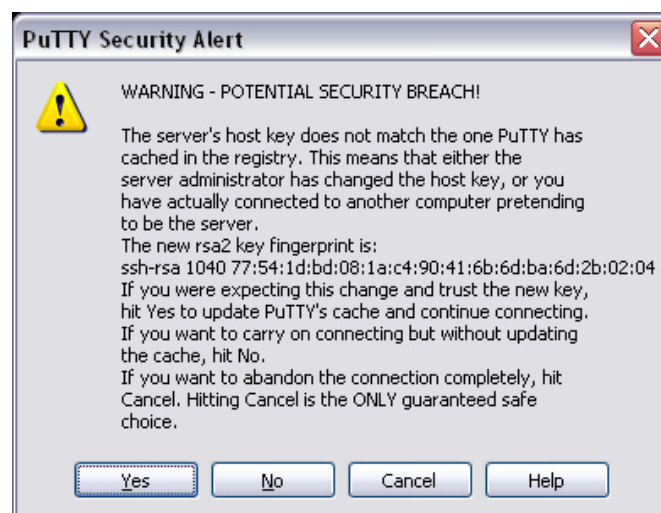 PuTTY Security Alert
WARNING - POTENTIAL SECURITY BREACH!
The server's host key does not match the one PuTTY has
cached in the registry. This means that either the
server administrator has changed the host key, or you
have actually connected to another computer pretending
to be the server.
The new rsa2 key fingerprint is:
ssh-rsa 1040 77:54:1d:bd:08:1a:c4:90:41:6b:6d:ba:6d:2b:02:04
If you were expecting this change and trust the new key,
hit Yes to update PuTTY's cache and continue connecting.
If you want to carry on connecting but without updating
the cache, hit No.
If you want to abandon the connection completely, hit
Cancel. Hitting Cancel is the ONLY guaranteed safe
choice.
Yes No Cancel Help